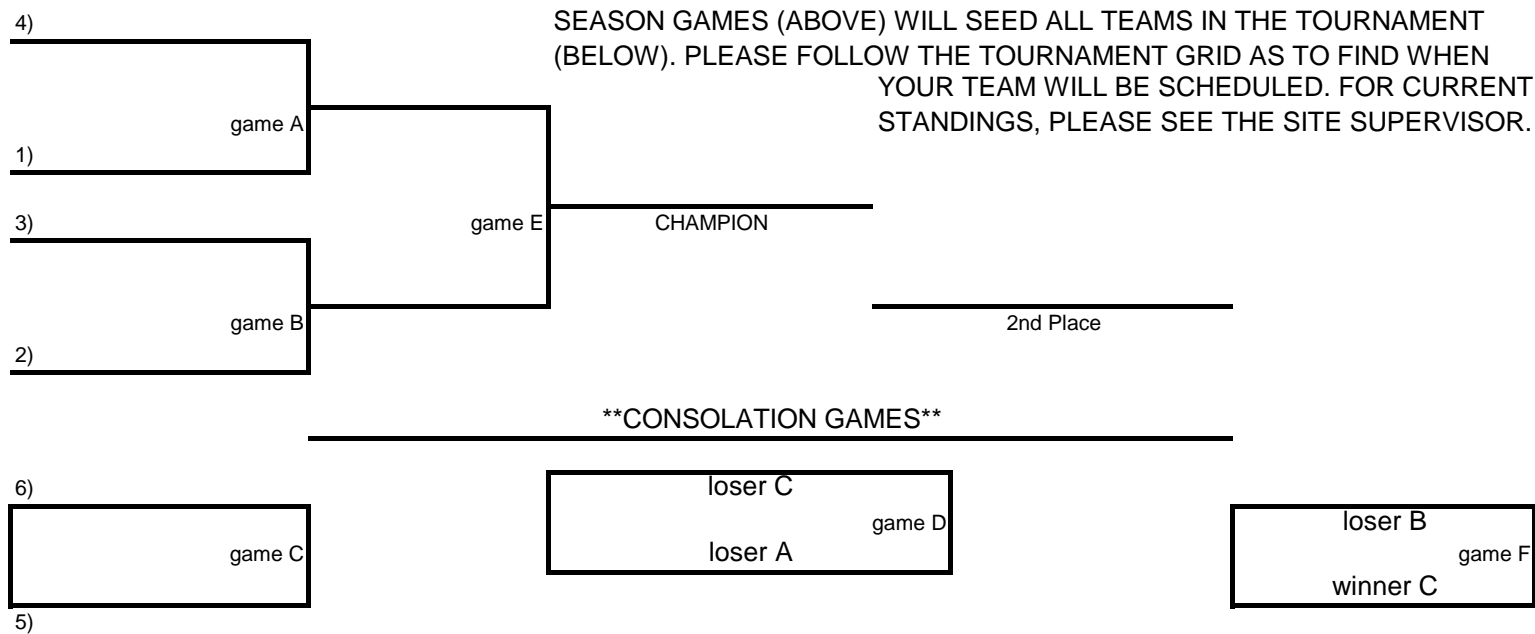 4)
SEASON GAMES (ABOVE) WILL SEED ALL TEAMS IN THE TOURNAMENT
(BELOW). PLEASE FOLLOW THE TOURNAMENT GRID AS TO FIND WHEN
YOUR TEAM WILL BE SCHEDULED. FOR CURRENT
STANDINGS, PLEASE SEE THE SITE SUPERVISOR.
game A
1)
3)
game E
CHAMPION
game B
2nd Place
2)
**CONSOLATION GAMES**
6)
loser C
game D
loser A
game C
loser B
game F
winner C
5)